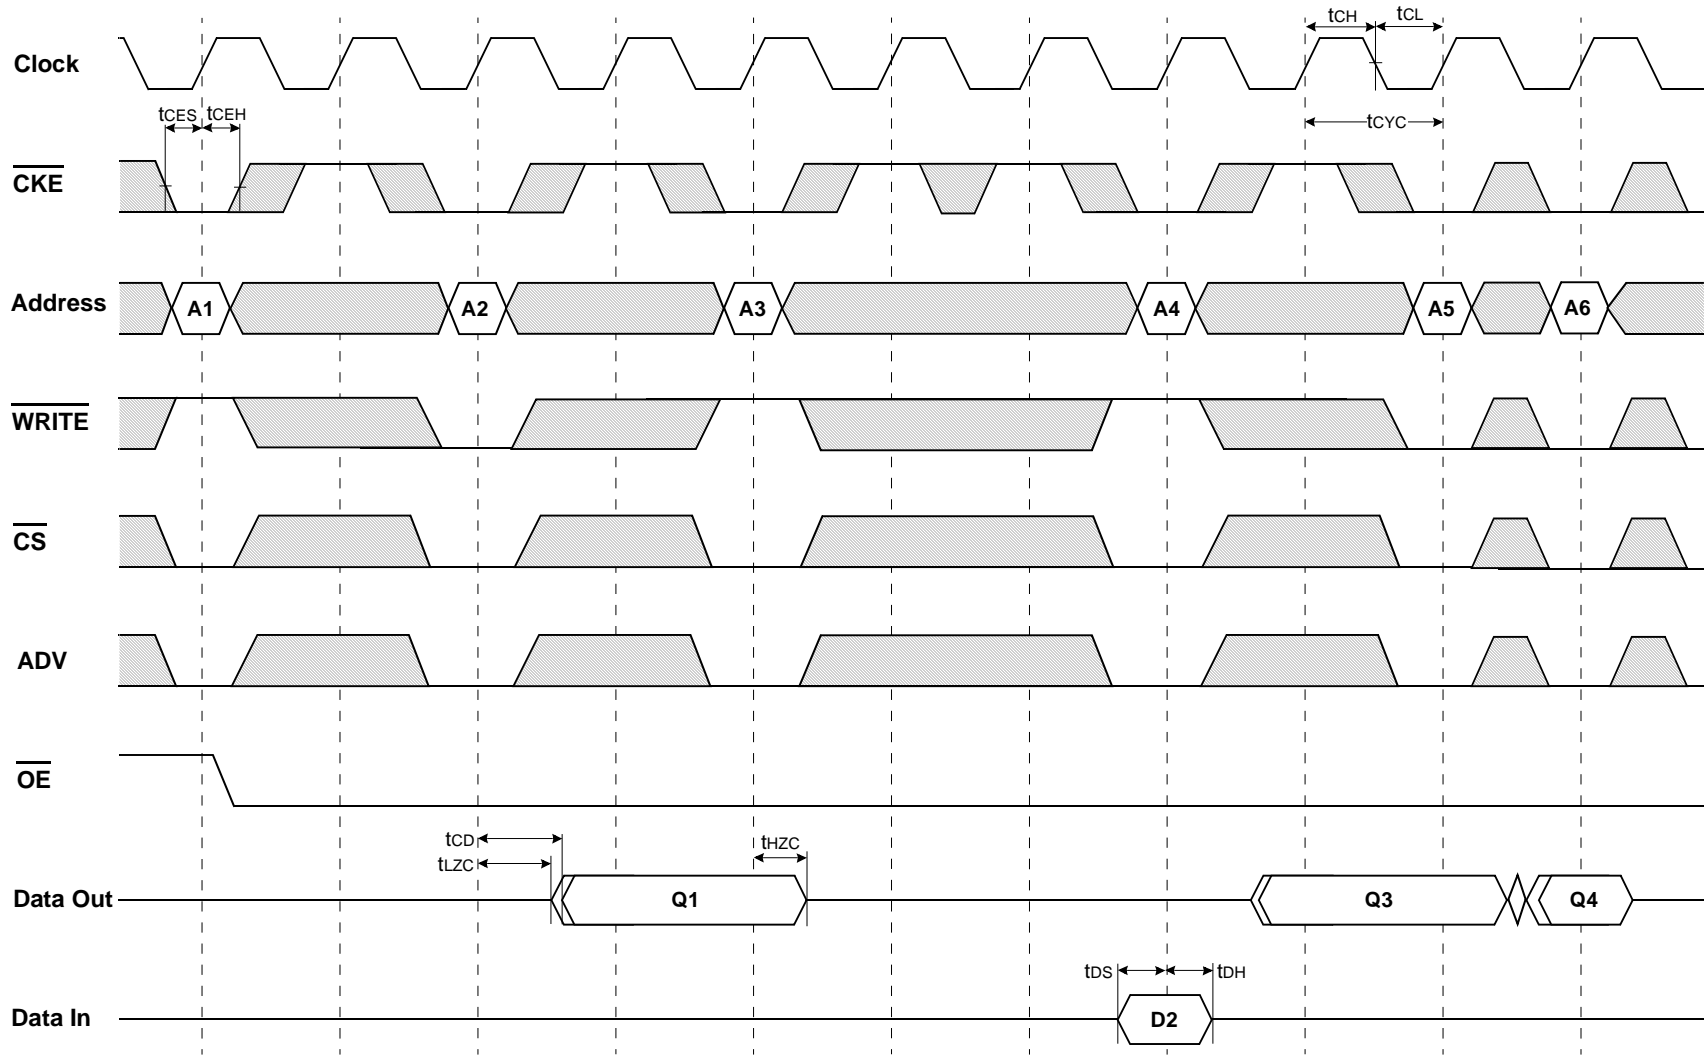 tCH tCL
Clock
tCES tCEH
tCYC
CKE
Address A1 A2 A3 A4 A5 A6
WRITE
CS
ADV
OE
tCD
tHZC
tLZC
Data Out Q1 Q3 Q4
tDS tDH
Data In D2